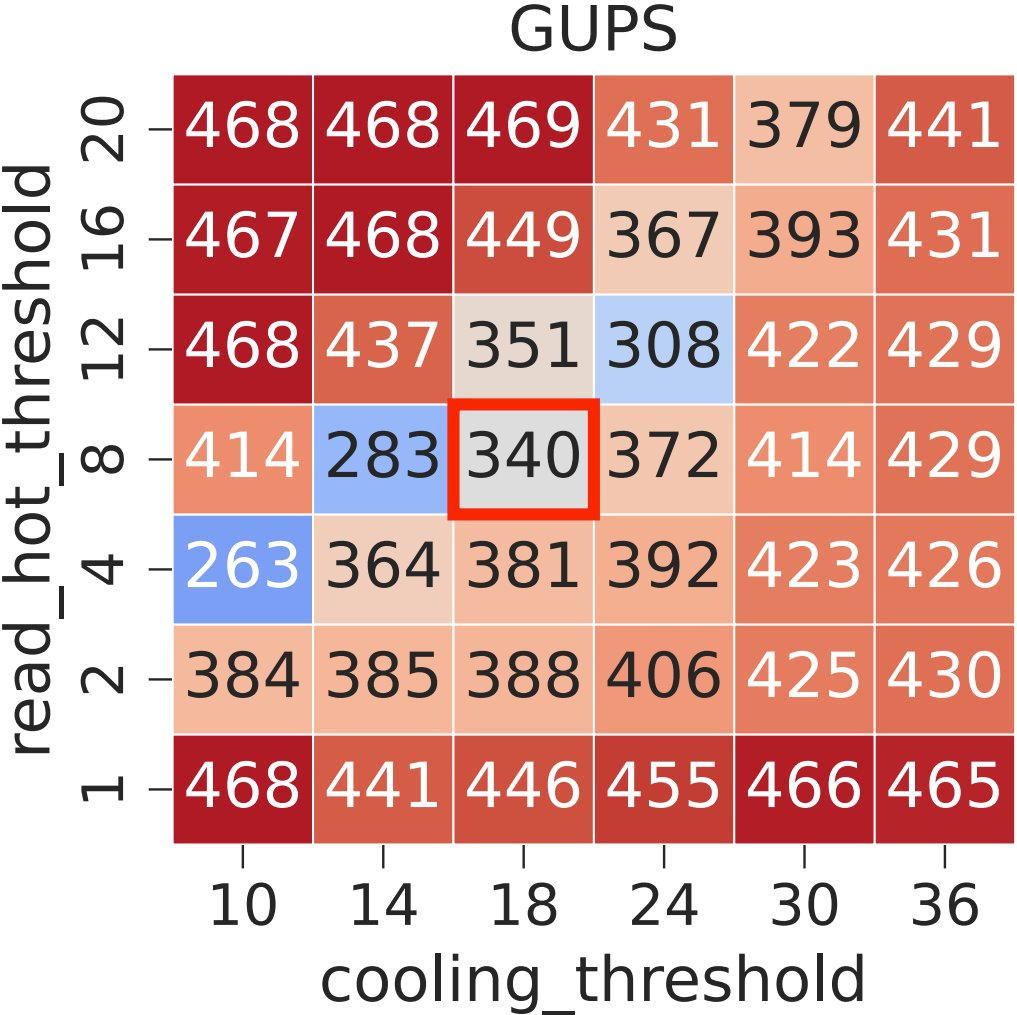 GUPS
read_hot_threshold
20 468 468 469 431 379 441
16 467 468 449 367 393 431
12 468 437 351 308 422 429
8 414 283 340 372 414 429
4 263 364 381 392 423 426
2 384 385 388 406 425 430
1 468 441 446 455 466 465
10 14 18 24 30 36
cooling_threshold